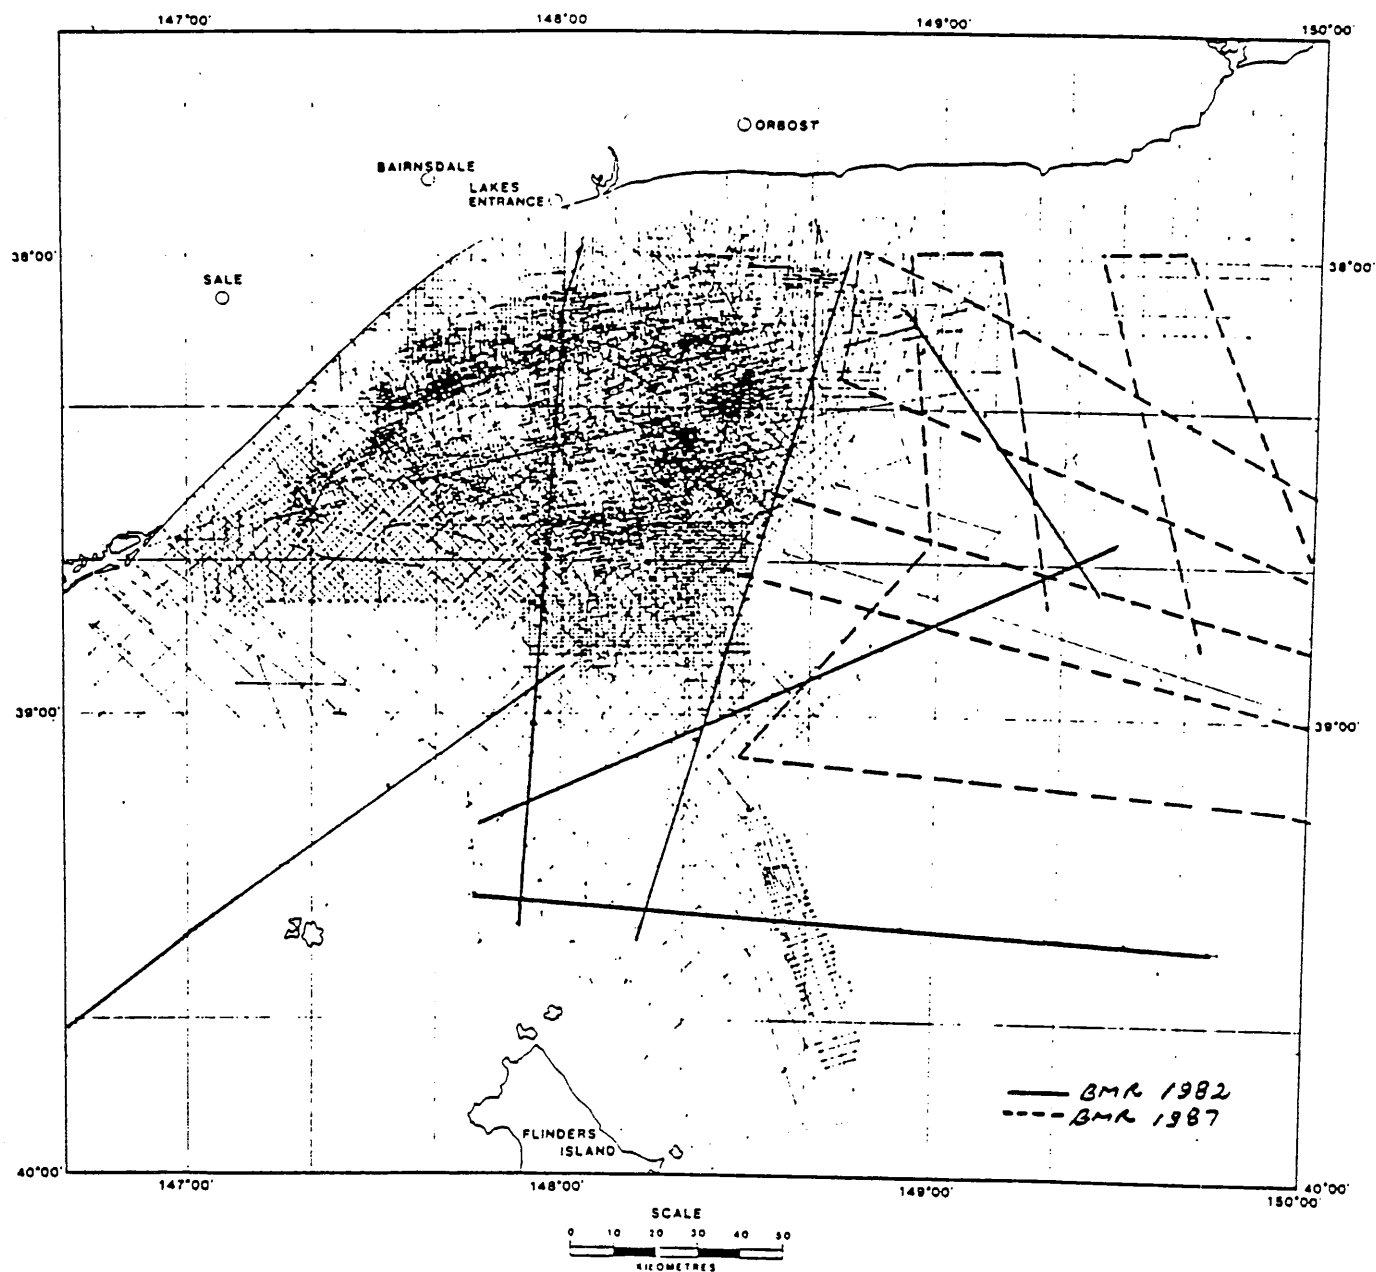 147°00'
148°00'
149°00'
150°00'
ORBOST
BAIRNSDALE
LAKES
ENTRANCE
38°00'
38°00'
SALE
39°00'
39°00'
BMR 1982
BMR 1987
FLINDERS
ISLAND
40°00'
40°00'
147°00'
148°00'
149°00'
150°00'
SCALE
0 10 20 30 40 50
KILOMETRES